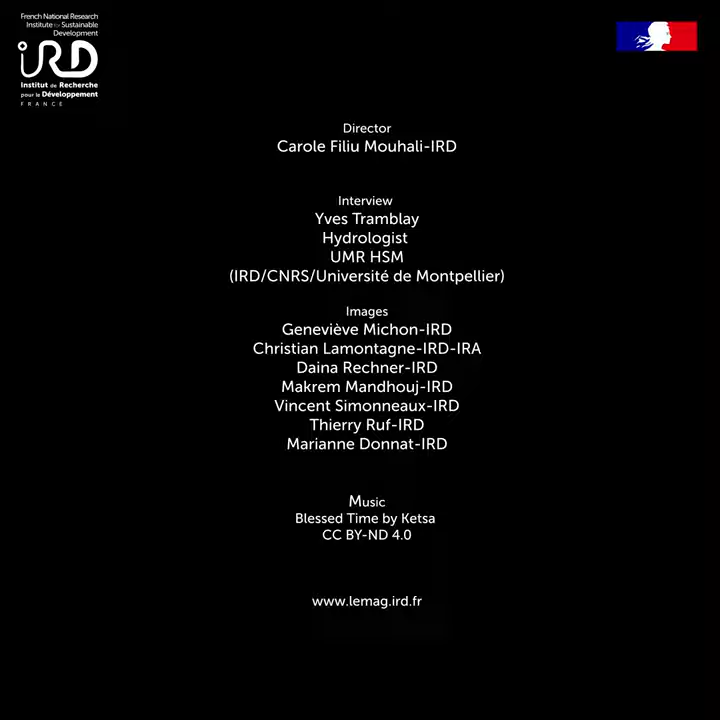 French National Research
Institute for Sustainable
Development
iRD
Institut de Recherche
pour le Développement
FRANCE
Director
Carole Filiu Mouhali-IRD
Interview
Yves Tramblay
Hydrologist
UMR HSM
(IRD/CNRS/Université de Montpellier)
Images
Geneviève Michon-IRD
Christian Lamontagne-IRD-IRA
Daina Rechner-IRD
Makrem Mandhouj-IRD
Vincent Simonneaux-IRD
Thierry Ruf-IRD
Marianne Donnat-IRD
Music
Blessed Time by Ketsa
CC BY-ND 4.0
www.lemag.ird.fr